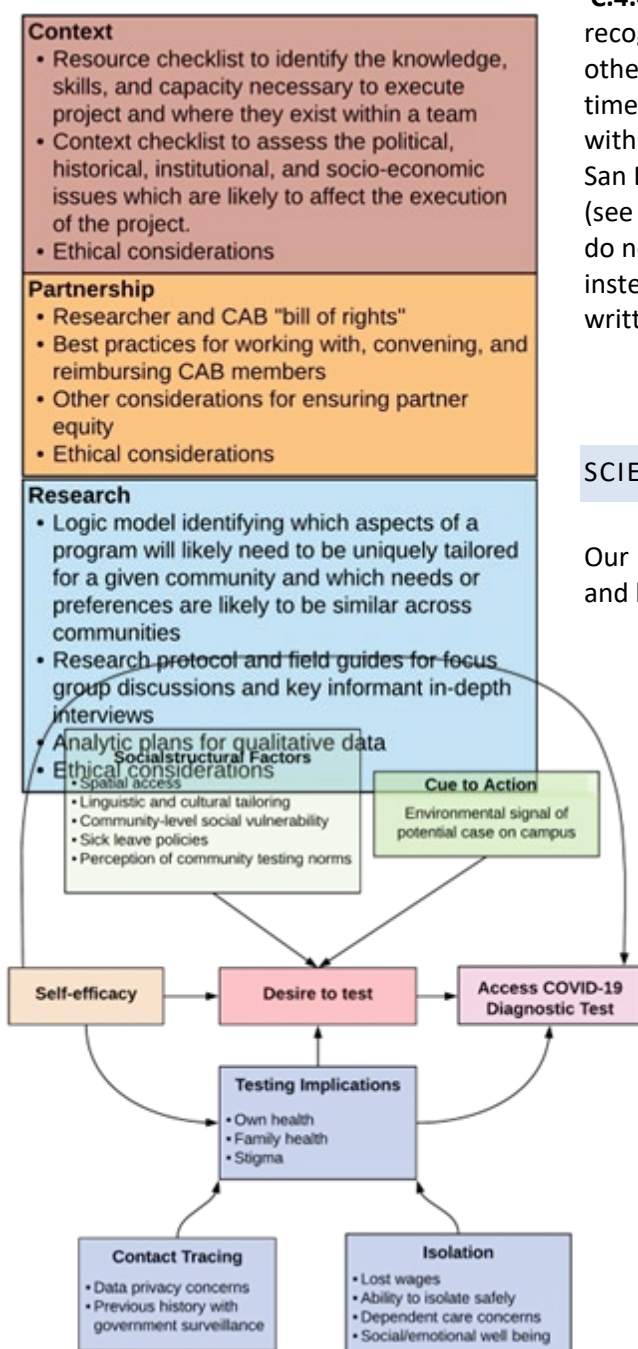 Context
• Resource checklist to identify the knowledge,
skills, and capacity necessary to execute
project and where they exist within a team
• Context checklist to assess the political,
historical, institutional, and socio-economic
issues which are likely to affect the execution
of the project.
• Ethical considerations
Partnership
• Researcher and CAB "bill of rights"
• Best practices for working with, convening, and
reimbursing CAB members
• Other considerations for ensuring partner
equity
• Ethical considerations
Research
• Logic model identifying which aspects of a
program will likely need to be uniquely tailored
for a given community and which needs or
preferences are likely to be similar across
communities
• Research protocol and field guides for focus
group discussions and key informant in-depth
interviews
• Analytic plans for qualitative data
• Ethical considerations
Socialstructural Factors
• Spatial access
• Linguistic and cultural tailoring
• Community-level social vulnerability
• Sick leave policies
• Perception of community testing norms
Cue to Action
Environmental signal of
potential case on campus
Self-efficacy
Desire to test
Access COVID-19
Diagnostic Test
Testing Implications
• Own health
• Family health
• Stigma
Contact Tracing
• Data privacy concerns
• Previous history with
government surveillance
Isolation
• Lost wages
• Ability to isolate safely
• Dependent care concerns
• Social/emotional well being
othe
time
with
San
(see
do
inste
writt
SCIE
Our
and